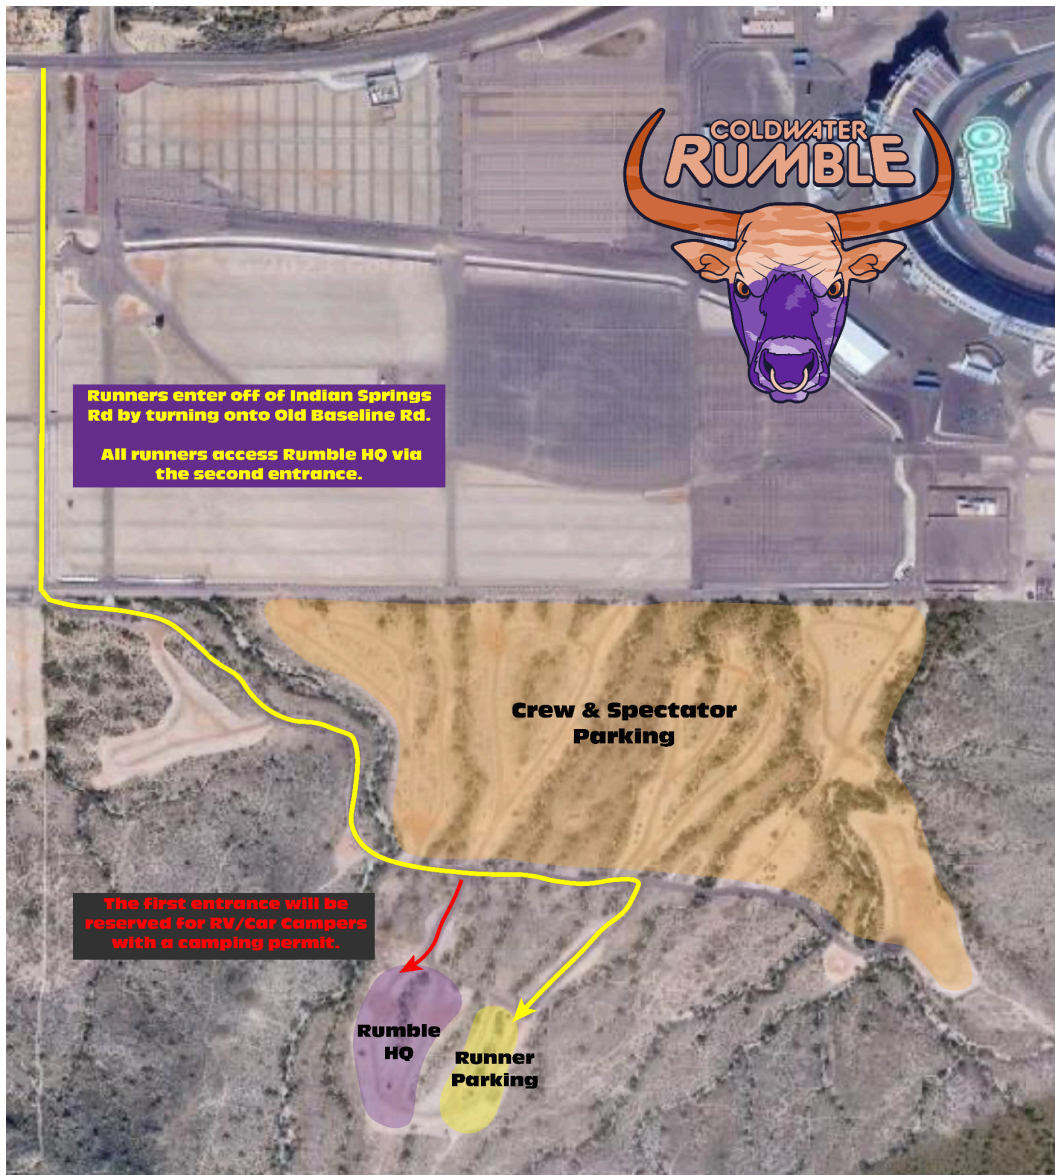 COLDWATER
RUMBLE
O'Reilly
Runners enter off of Indian Springs
Rd by turning onto Old Baseline Rd.
All runners access Rumble HQ via
the second entrance.
Crew & Spectator
Parking
The first entrance will be
reserved for RV/Car Campers
with a camping permit.
Rumble
HQ
Runner
Parking